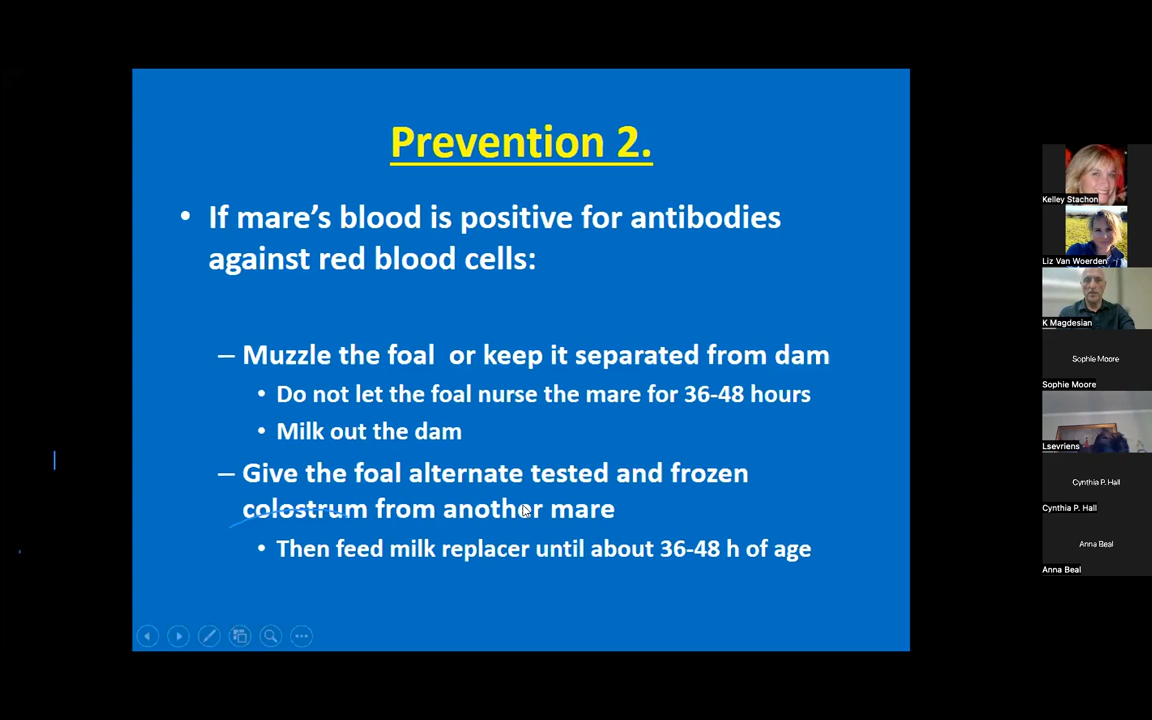 Prevention 2.
• If mare's blood is positive for antibodies
against red blood cells:
– Muzzle the foal or keep it separated from dam
• Do not let the foal nurse the mare for 36-48 hours
• Milk out the dam
– Give the foal alternate tested and frozen
colostrum from another mare
• Then feed milk replacer until about 36-48 h of age
Kelley Stachon
Liz Van Woerden
K Magdesian
Sophie Moore
Sophie Moore
Lsevriens
Cynthia P. Hall
Cynthia P. Hall
Anna Beal
Anna Beal